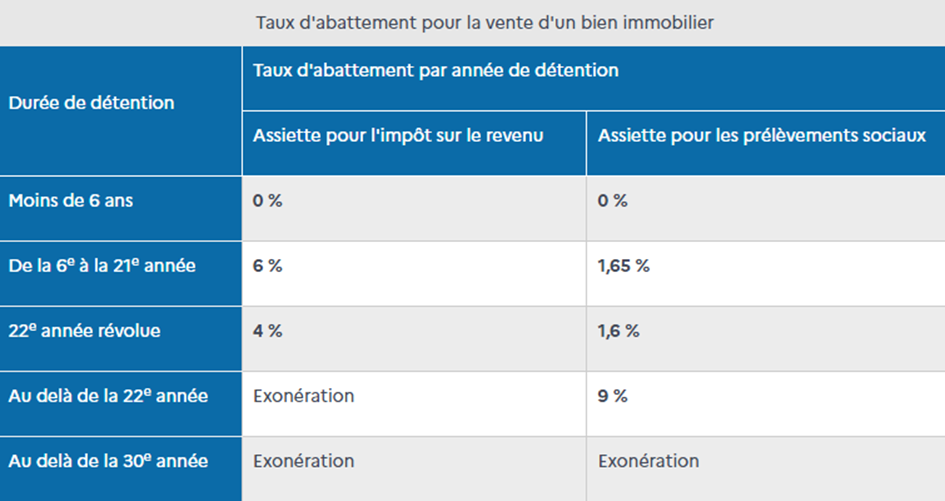 Taux d'abattement pour la vente d'un bien immobilier
Durée de détention
Taux d'abattement par année de détention
Assiette pour l'impôt sur le revenu
Assiette pour les prélèvements sociaux
Moins de 6 ans
0 %
0 %
De la 6e à la 21e année
6 %
1,65 %
22e année révolue
4 %
1,6 %
Au delà de la 22e année
Exonération
9 %
Au delà de la 30e année
Exonération
Exonération